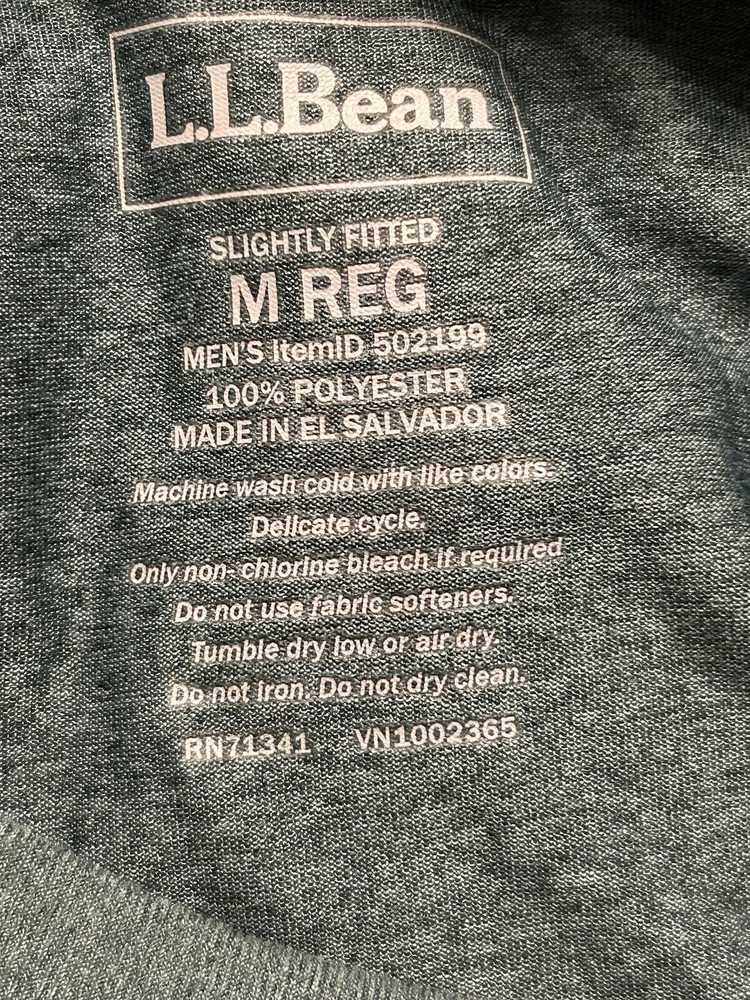 L.L.Bean
SLIGHTLY FITTED
M REG
MEN'S ItemID 502199
100% POLYESTER
MADE IN EL SALVADOR
Machine wash cold with like colors.
Delicate cycle.
Only non- chlorine bleach if required
Do not use fabric softeners.
Tumble dry low or air dry.
Do not iron. Do not dry clean.
RN71341 VN1002365